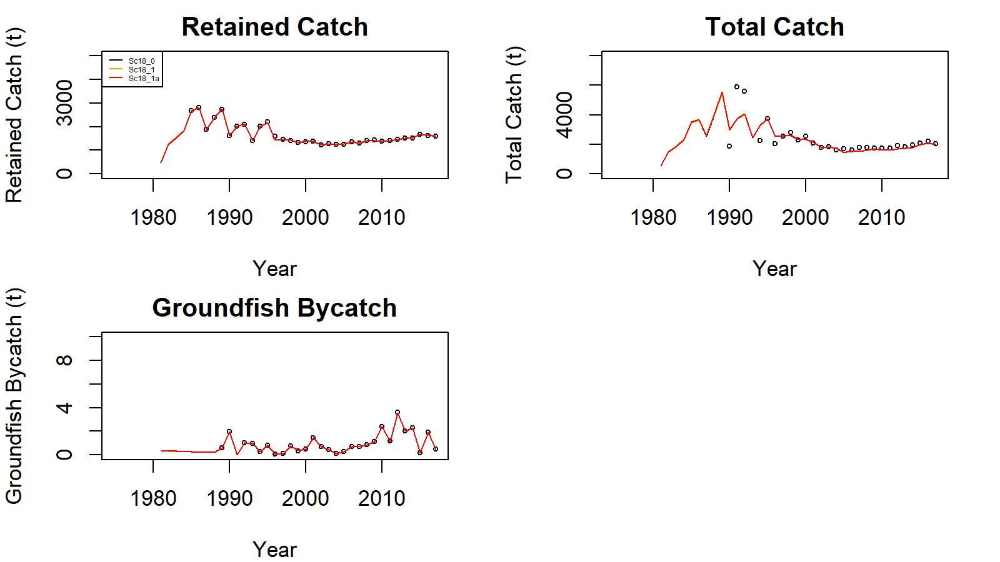 Retained Catch
Retained Catch (t)
3000
0
Sc18_0
Sc18_1
Sc18_1a
1980 1990 2000 2010
Year
Total Catch
Total Catch (t)
4000
0
1980 1990 2000 2010
Year
Groundfish Bycatch
Groundfish Bycatch (t)
8
4
0
1980 1990 2000 2010
Year